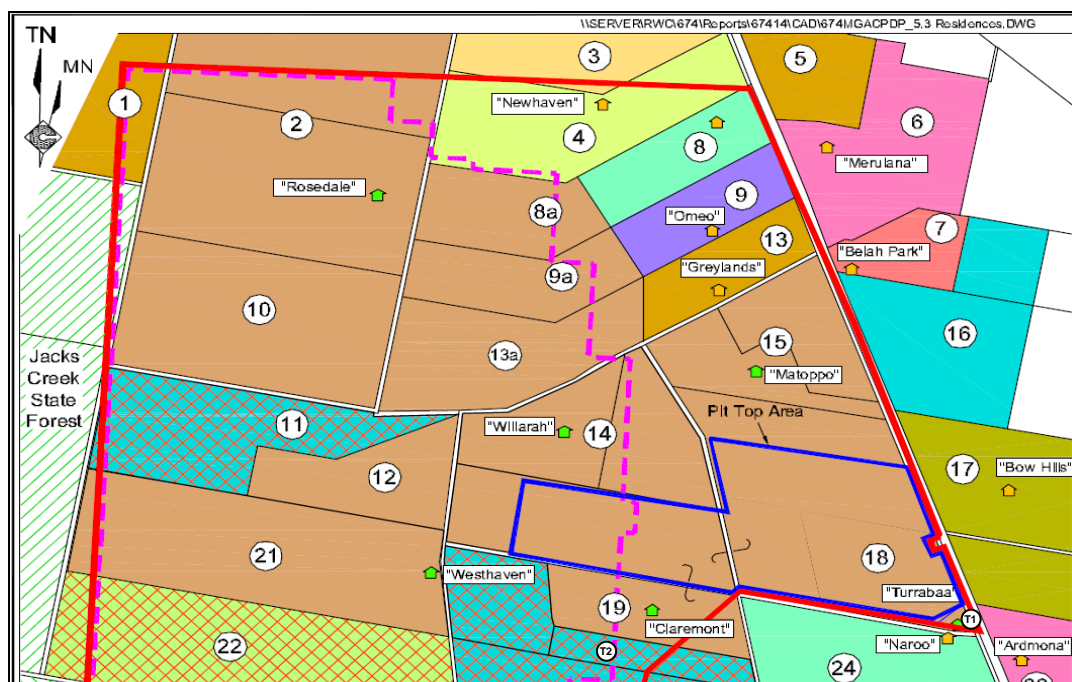 \\SERVER\RWC\674\Reports\67414\CAD\674MGACPDP_5.3 Residences.DWG
TN
MN
1
2
3
"Newhaven"
4
5
6
"Merulana"
8
"Rosedale"
8a
9
"Omeo"
13
7
"Belah Park"
"Greylands"
9a
10
16
Jacks
Creek
State
Forest
13a
15
"Matoppo"
Pit Top Area
11
"Willarah"
14
12
17
"Bow Hills"
21
"Westhaven"
18
"Turrabaa"
19
"Claremont"
T1
T2
"Naroo"
"Ardmona"
22
24